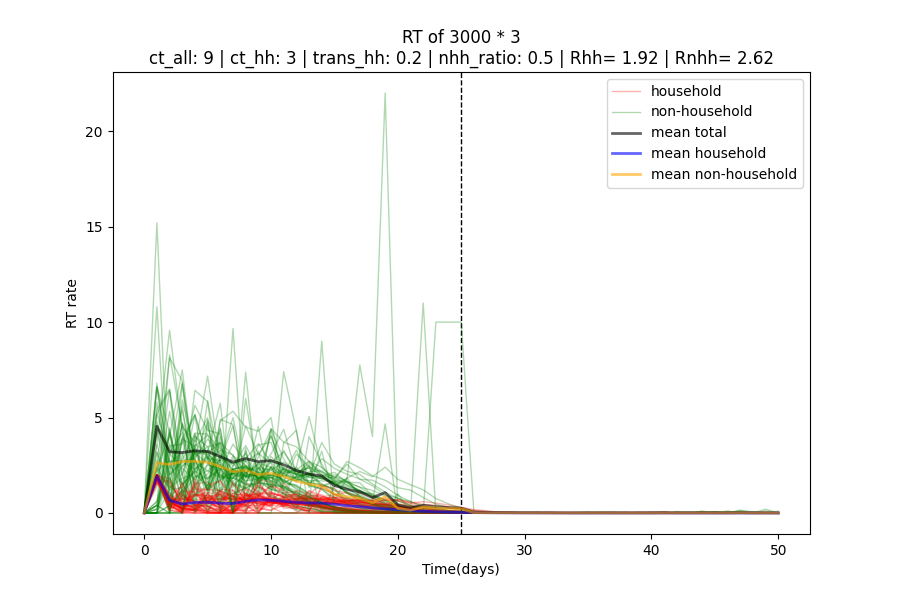 RT of 3000 * 3
ct_all: 9 | ct_hh: 3 | trans_hh: 0.2 | nhh_ratio: 0.5 | Rhh= 1.92 | Rnhh= 2.62
household
non-household
mean total
mean household
mean non-household
RT rate
20
15
10
5
0
0 10 20 30 40 50
Time(days)